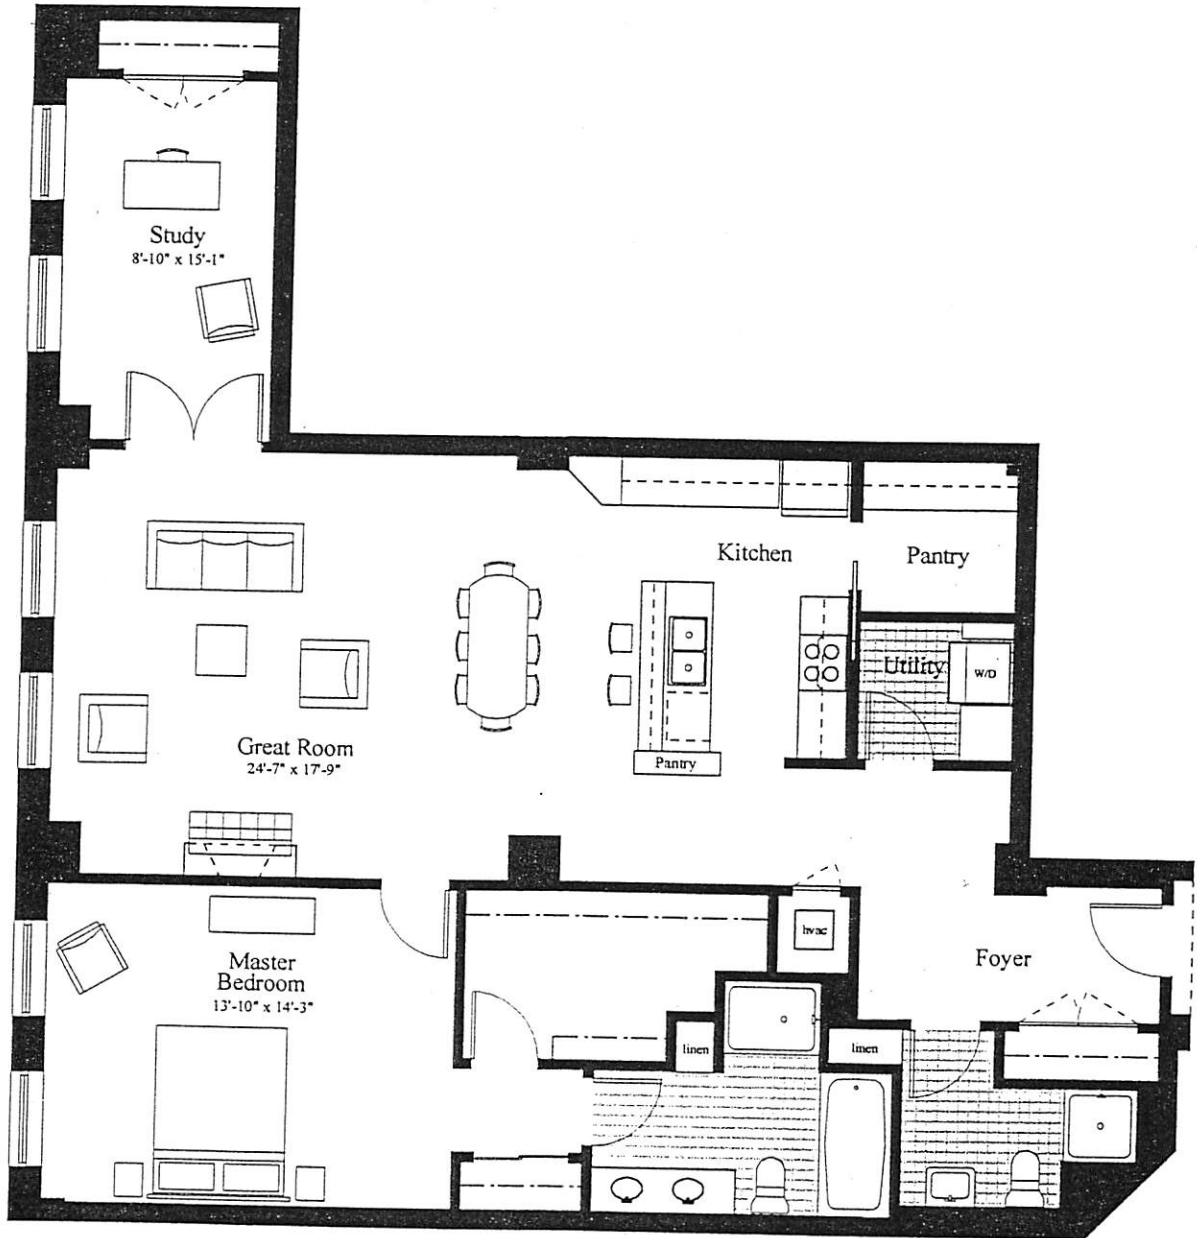 Study
8'-10" x 15'-1"
Kitchen
Pantry
Utility
W/D
Great Room
24'-7" x 17'-9"
Pantry
hvac
Master
Bedroom
13'-10" x 14'-3"
Foyer
linen
linen